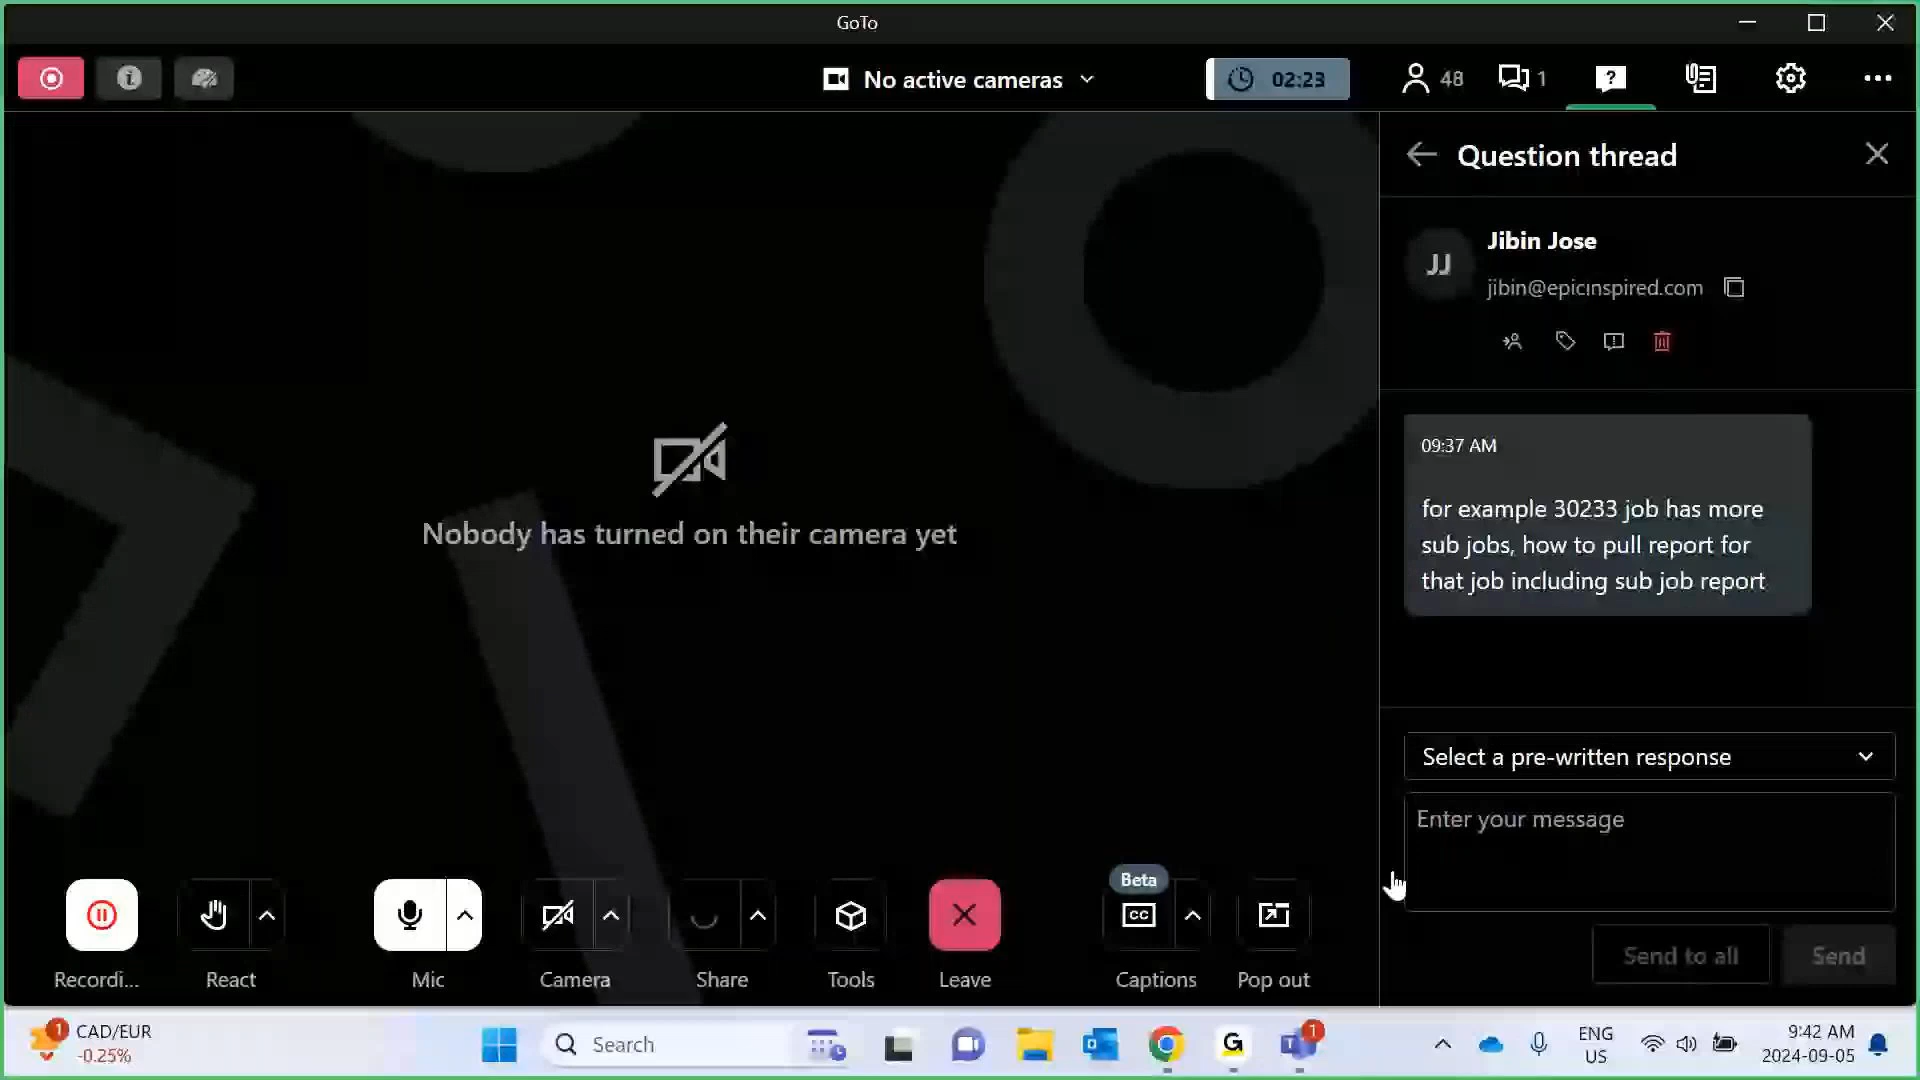 GoTo
No active cameras
02:23
48
1
?
Question thread
JJ
Jibin Jose
jibin@epicinspired.com
09:37 AM
for example 30233 job has more
sub jobs, how to pull report for
that job including sub job report
Nobody has turned on their camera yet
Select a pre-written response
Enter your message
Send to all
Send
Beta
CC
Recordi...
React
Mic
Camera
Share
Tools
Leave
Captions
Pop out
1
CAD/EUR
-0.25%
Search
G
T
1
ENG
US
9:42 AM
2024-09-05